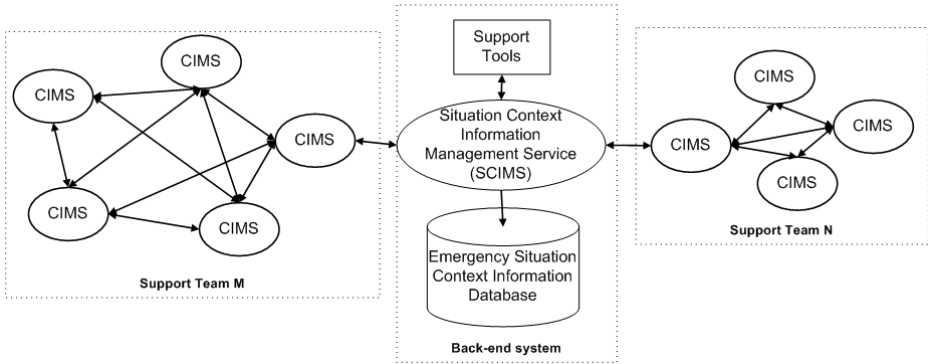 CIMS
CIMS
CIMS
CIMS
CIMS
Support Team M
Support
Tools
Situation Context
Information
Management Service
(SCIMS)
Emergency Situation
Context Information
Database
Back-end system
CIMS
CIMS
CIMS
CIMS
Support Team N